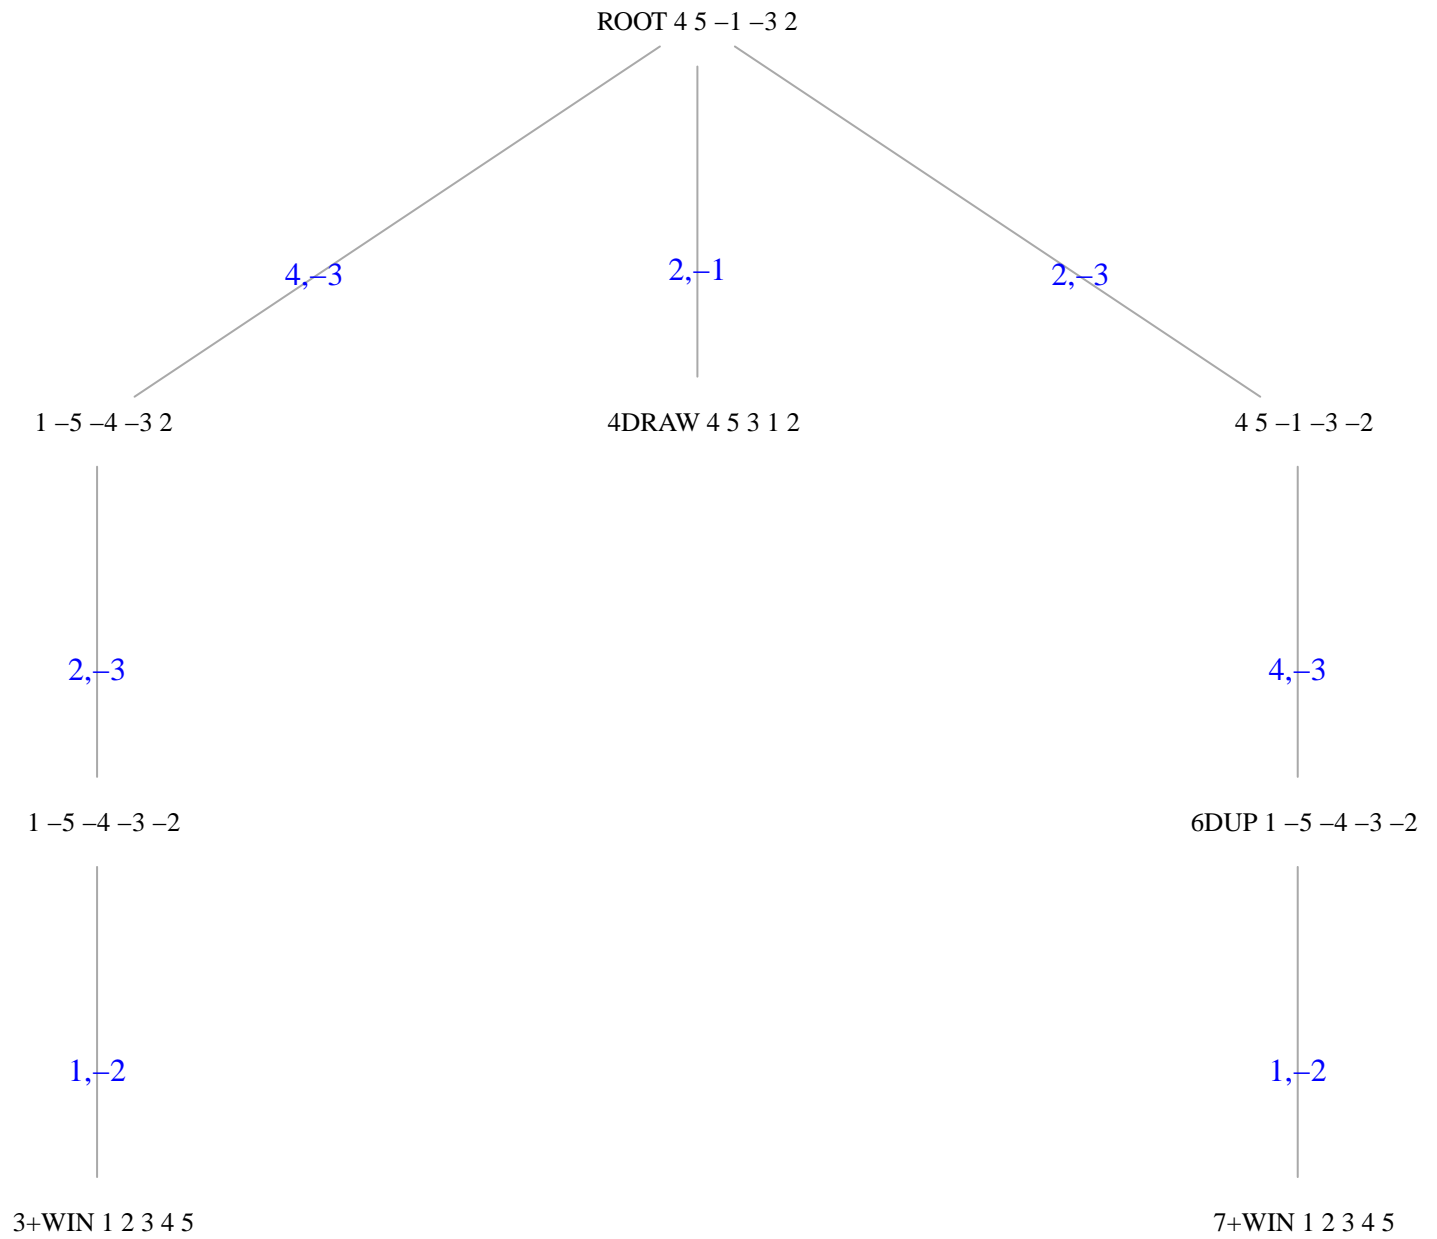 ROOT 4 5 –1 –3 2
4,–3
2,–1
2,–3
1 –5 –4 –3 2
4DRAW 4 5 3 1 2
4 5 –1 –3 –2
2,–3
4,–3
1 –5 –4 –3 –2
6DUP 1 –5 –4 –3 –2
1,–2
1,–2
3+WIN 1 2 3 4 5
7+WIN 1 2 3 4 5